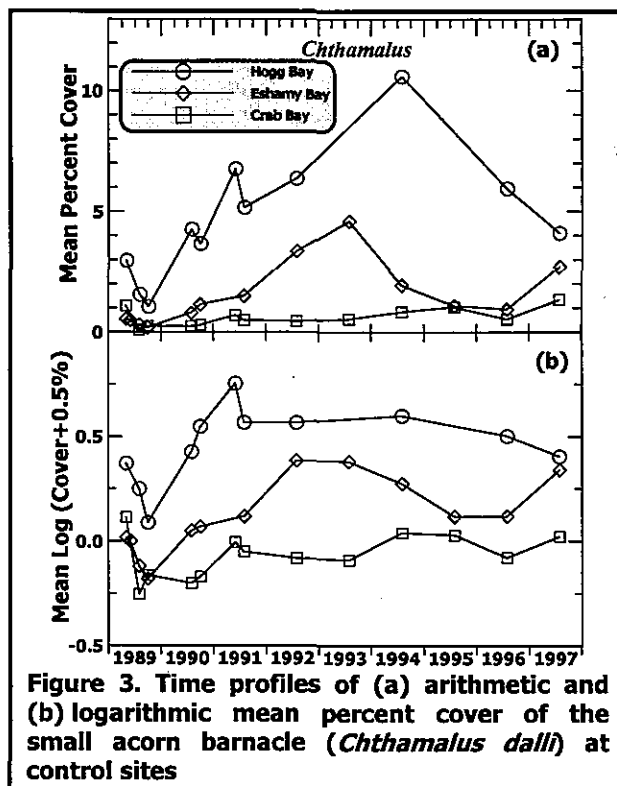 Chthamalus
(a)
Hogg Bay
Eshamy Bay
Crab Bay
Mean Percent Cover
10
5
0
(b)
Mean Log (Cover+0.5%)
0.5
0.0
-0.5
1989 1990 1991 1992 1993 1994 1995 1996 1997
Figure 3. Time profiles of (a) arithmetic and
(b) logarithmic mean percent cover of the
small acorn barnacle (Chthamalus dalli) at
control sites